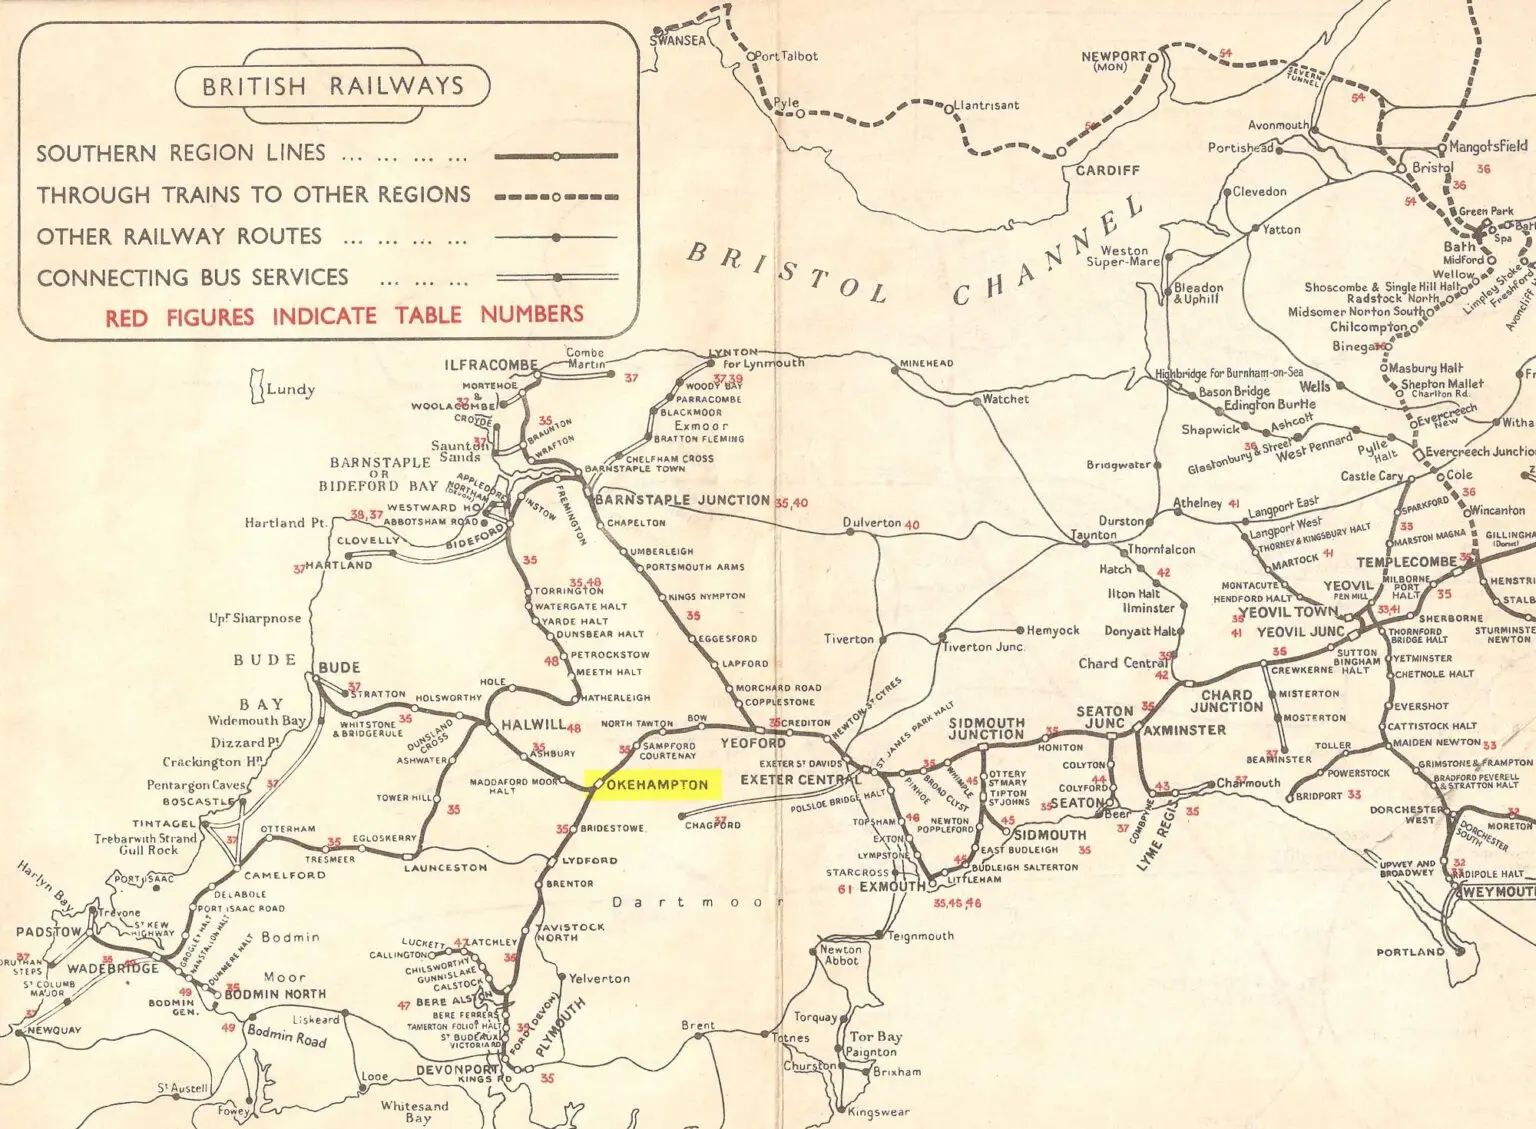 BRITISH RAILWAYS
SOUTHERN REGION LINES ... ... ... ...
THROUGH TRAINS TO OTHER REGIONS
OTHER RAILWAY ROUTES ... ... ... ...
CONNECTING BUS SERVICES ... ... ...
RED FIGURES INDICATE TABLE NUMBERS
SWANSEA
Port Talbot
Pyle
Llantrisant
NEWPORT
(MON)
54
SEVERN
TUNNEL
54
CARDIFF
Avonmouth
Portishead
Mangotsfield
Bristol
36
36
54
Clevedon
Yatton
Green Park
Spa
Bath
Midford
Wellow
Limpley Stoke
Freshford
BRISTOL CHANNEL
Weston
Super-Mare
Bleadon
& Uphill
Shoscombe & Single Hill Halt
Radstock North
Midsomer Norton South
Chilcompton
Binegar
Masbury Halt
Shepton Mallet
Charlton Rd.
Evercreech
New
Evercreech Junction
Lundy
ILFRACOMBE
Combe
Martin
37
LYNTON
for Lynmouth
37,39
MINEHEAD
Watchet
Highbridge for Burnham-on-Sea
Bason Bridge
Edington Burtle
Shapwick
Ashcott
36
Glastonbury & Street
West Pennard
Pylle
Halt
Wells
MORTEHOE
&
WOOLACOMBE
CROYDE
37
Saunton
Sands
35
BRAUNTON
WRAFTON
WOODY BAY
PARRACOMBE
BLACKMOOR
Exmoor
BRATTON FLEMING
CHELFHAM CROSS
BARNSTAPLE TOWN
BARNSTAPLE JUNCTION
35,40
BARNSTAPLE
OR
BIDEFORD BAY
APPLEDORE
NORTHAM
(DEVON)
WESTWARD HO
ABBOTSHAM ROAD
38,37
INSTOW
FREMINGTON
BIDEFORD
Hartland Pt.
CLOVELLY
37
HARTLAND
CHAPELTON
UMBERLEIGH
PORTSMOUTH ARMS
KINGS NYMPTON
35
EGGESFORD
LAPFORD
MORCHARD ROAD
COPPLESTONE
35
35,48
TORRINGTON
WATERGATE HALT
YARDE HALT
DUNSBEAR HALT
PETROCKSTOW
48
MEETH HALT
HATHERLEIGH
HOLE
Bridgwater
Dulverton
40
Durston
Taunton
Athelney
41
Langport East
Langport West
THORNEY & KINGSBURY HALT
MARTOCK
41
MONTACUTE
HENDFORD HALT
Castle Cary
Cole
36
Wincanton
SPARKFORD
33
MARSTON MAGNA
TEMPLECOMBE
YEOVIL
PEN MILL
MILBORNE
PORT
HALT
35
YEOVIL TOWN
33,41
SHERBORNE
35
41
YEOVIL JUNC
THORNFORD
BRIDGE HALT
SUTTON
BINGHAM
HALT
YETMINSTER
CHETNOLE HALT
EVERSHOT
CATTISTOCK HALT
MAIDEN NEWTON
33
Thornfalcon
Hatch
42
Ilton Halt
Ilminster
Donyatt Halt
Chard Central
42
Tiverton
Hemyock
Tiverton Junc.
CREWKERNE
MISTERTON
MOSTERTON
37
BEAMINSTER
CHARD
JUNCTION
AXMINSTER
SEATON
JUNC
35
HONITON
35
SIDMOUTH
JUNCTION
COLYTON
44
COLYFORD
SEATON
Beer
37
COMBPYNE
43
LYME REGIS
35
Charmouth
37
TOLLER
POWERSTOCK
BRIDPORT
33
GRIMSTONE & FRAMPTON
BRADFORD PEVERELL
& STRATTON HALT
DORCHESTER
WEST
DORCHESTER
SOUTH
32
UPWEY AND
BROADWEY
RADIPOLE HALT
WEYMOUTH
PORTLAND
Upr. Sharpnose
BUDE
BAY
BUDE
37
STRATTON
WHITSTONE
& BRIDGERULE
35
HOLSWORTHY
DUNSLAND
CROSS
HALWILL
48
35
ASHBURY
MADDAFORD MOOR
HALT
ASHWATER
TOWER HILL
35
OKEHAMPTON
35
SAMPFORD
COURTENAY
NORTH TAWTON
BOW
YEOFORD
35
CREDITON
NEWTON ST CYRES
EXETER ST DAVIDS
EXETER CENTRAL
ST JAMES PARK HALT
POLSLOE BRIDGE HALT
PINHOE
35
BROAD CLYST
WHIMPLE
45
OTTERY
ST MARY
TIPTON
ST JOHNS
45
SIDMOUTH
35
NEWTON
POPPLEFORD
EAST BUDLEIGH
45
BUDLEIGH SALTERTON
LITTLEHAM
TOPSHAM
46
EXTON
LYMPSTONE
STARCROSS
61
EXMOUTH
35,45,46
CHAGFORD
37
Widemouth Bay
Dizzard Pt
Crackington Hn
Pentargon Caves
BOSCASTLE
37
TINTAGEL
Trebarwith Strand
Gull Rock
37
OTTERHAM
35
TRESMEER
EGLOSKERRY
LAUNCESTON
CAMELFORD
DELABOLE
PORT ISAAC ROAD
PORT ISAAC
Harlyn Bay
Trevone
PADSTOW
37
WADEBRIDGE
ST KEW
HIGHWAY
ST COLUMB
MAJOR
37
NEWQUAY
GROGLEY HALT
NANSTALLON HALT
DUNMERE HALT
49
BODMIN
GEN.
35
BODMIN NORTH
Bodmin
Moor
49
Bodmin Road
Liskeard
St Austell
Fowey
Looe
Whitesand
Bay
35
BRIDESTOWE
LYDFORD
BRENTOR
TAVISTOCK
NORTH
35
Dartmoor
Yelverton
LUCKETT
47
LATCHLEY
CALLINGTON
CHILSWORTHY
GUNNISLAKE
CALSTOCK
47
BERE ALSTON
BERE FERRERS
TAMERTON FOLIOT HALT
ST BUDEAUX
VICTORIA RD
FORD (DEVON)
PLYMOUTH
DEVONPORT
KINGS RD
35
Brent
Totnes
Newton
Abbot
Teignmouth
Torquay
Tor Bay
Paignton
Churston
Brixham
Kingswear